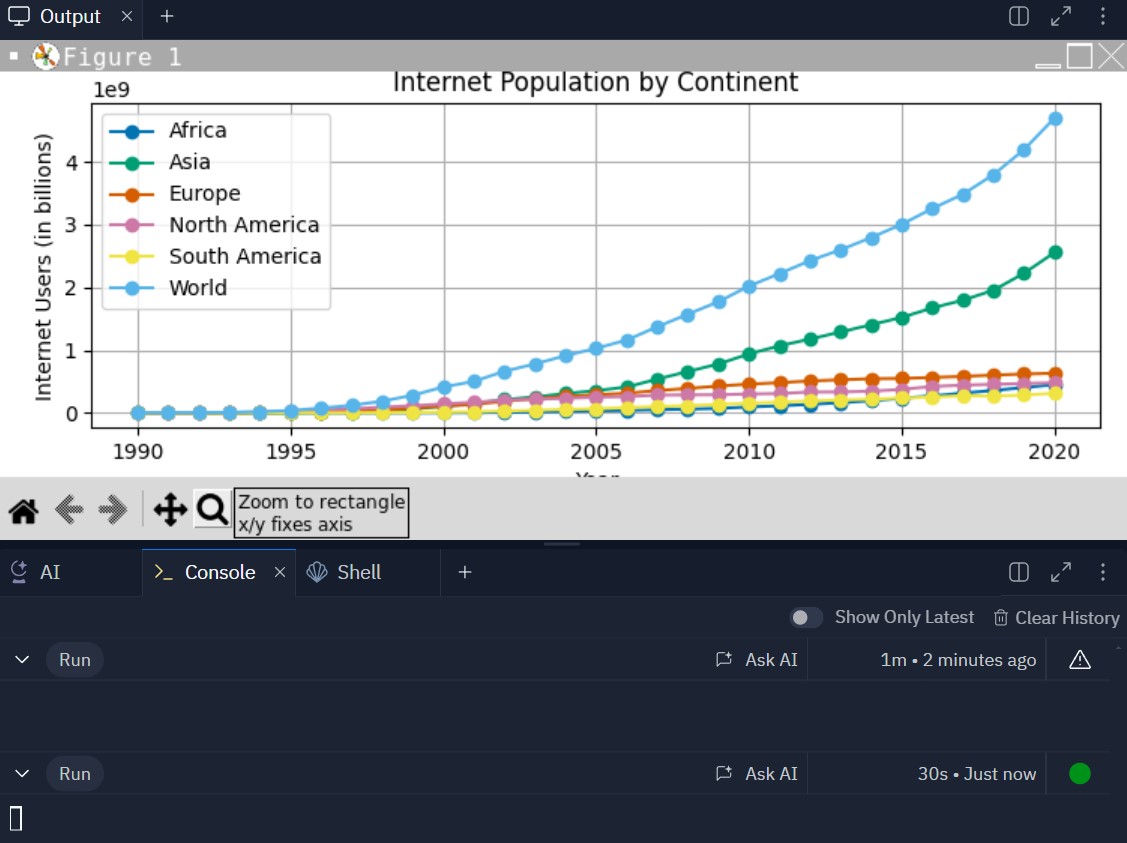 Output
Figure 1
Internet Population by Continent
1e9
Internet Users (in billions)
4
3
2
1
0
Africa
Asia
Europe
North America
South America
World
1990 1995 2000 2005 2010 2015 2020
Zoom to rectangle
x/y fixes axis
AI Console Shell
Show Only Latest Clear History
Run Ask AI 1m • 2 minutes ago
Run Ask AI 30s • Just now